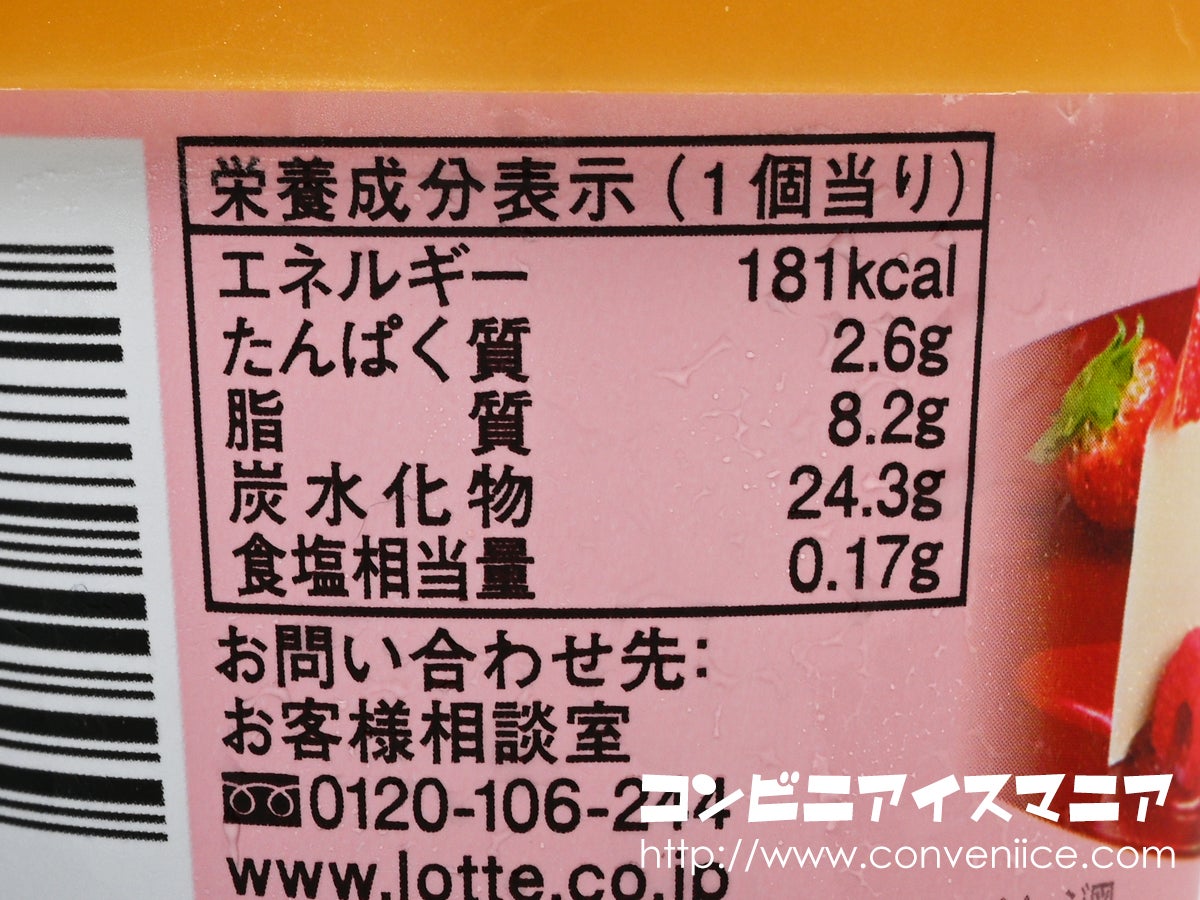 栄養成分表示（1個当り）
エネルギー 181kcal
たんぱく質 2.6g
脂質 8.2g
炭水化物 24.3g
食塩相当量 0.17g
お問い合わせ先:
お客様相談室
0120-106-244
www.lotte.co.jp
コンビニアイスマニア
http://www.conveniice.com